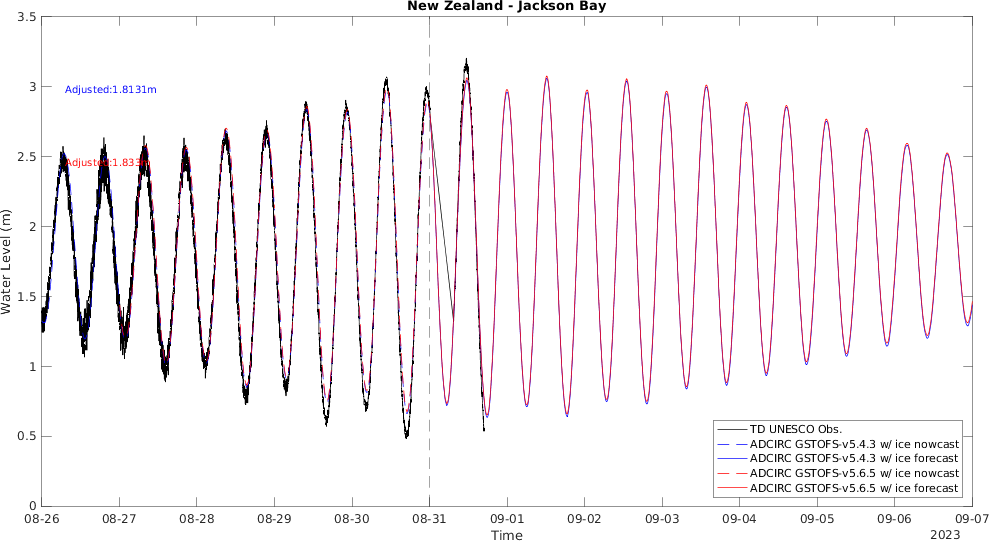 New Zealand - Jackson Bay
3.5
3
2.5
2
1.5
1
0.5
0
Water Level (m)
Adjusted:1.8131m
Adjusted:1.833m
TD UNESCO Obs.
ADCIRC GSTOFS-v5.4.3 w/ ice nowcast
ADCIRC GSTOFS-v5.4.3 w/ ice forecast
ADCIRC GSTOFS-v5.6.5 w/ ice nowcast
ADCIRC GSTOFS-v5.6.5 w/ ice forecast
08-26 08-27 08-28 08-29 08-30 08-31 09-01 09-02 09-03 09-04 09-05 09-06 09-07
Time
2023